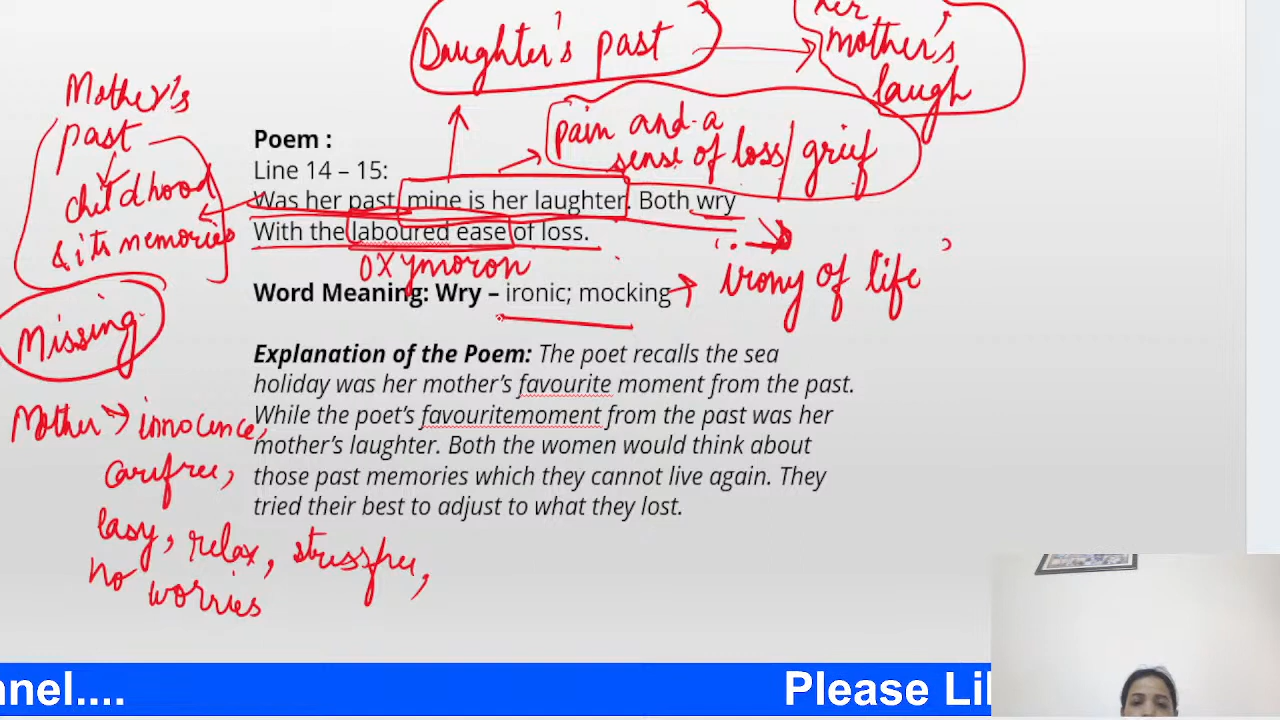 Daughter's past
her
mother's
laugh
Mother's
past
childhood
& its memories
Missing
pain and a
sense of loss/grief
Poem :
Line 14 – 15:
Was her past, mine is her laughter. Both wry
With the laboured ease of loss.
oxymoron
Word Meaning: Wry – ironic; mocking
irony of life
Explanation of the Poem: The poet recalls the sea
holiday was her mother's favourite moment from the past.
While the poet's favouritemoment from the past was her
mother's laughter. Both the women would think about
those past memories which they cannot live again. They
tried their best to adjust to what they lost.
Mother → innocence,
carefree,
easy, relax, stressfree,
no worries
nnel....
Please Li